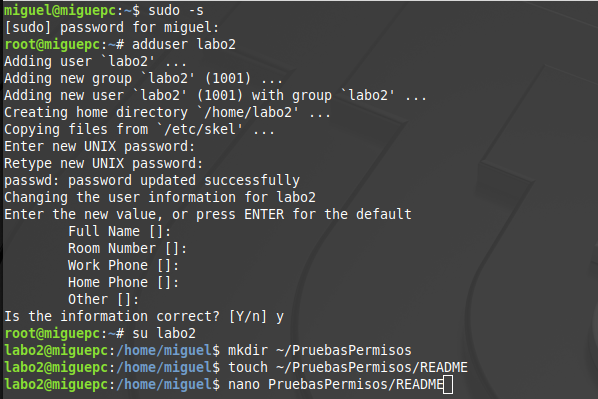 miguel@miguepc:~$ sudo -s
[sudo] password for miguel:
root@miguepc:~# adduser labo2
Adding user `labo2' ...
Adding new group `labo2' (1001) ...
Adding new user `labo2' (1001) with group `labo2' ...
Creating home directory `/home/labo2' ...
Copying files from `/etc/skel' ...
Enter new UNIX password:
Retype new UNIX password:
passwd: password updated successfully
Changing the user information for labo2
Enter the new value, or press ENTER for the default
        Full Name []:
        Room Number []:
        Work Phone []:
        Home Phone []:
        Other []:
Is the information correct? [Y/n] y
root@miguepc:~# su labo2
labo2@miguepc:/home/miguel$ mkdir ~/PruebasPermisos
labo2@miguepc:/home/miguel$ touch ~/PruebasPermisos/README
labo2@miguepc:/home/miguel$ nano PruebasPermisos/README